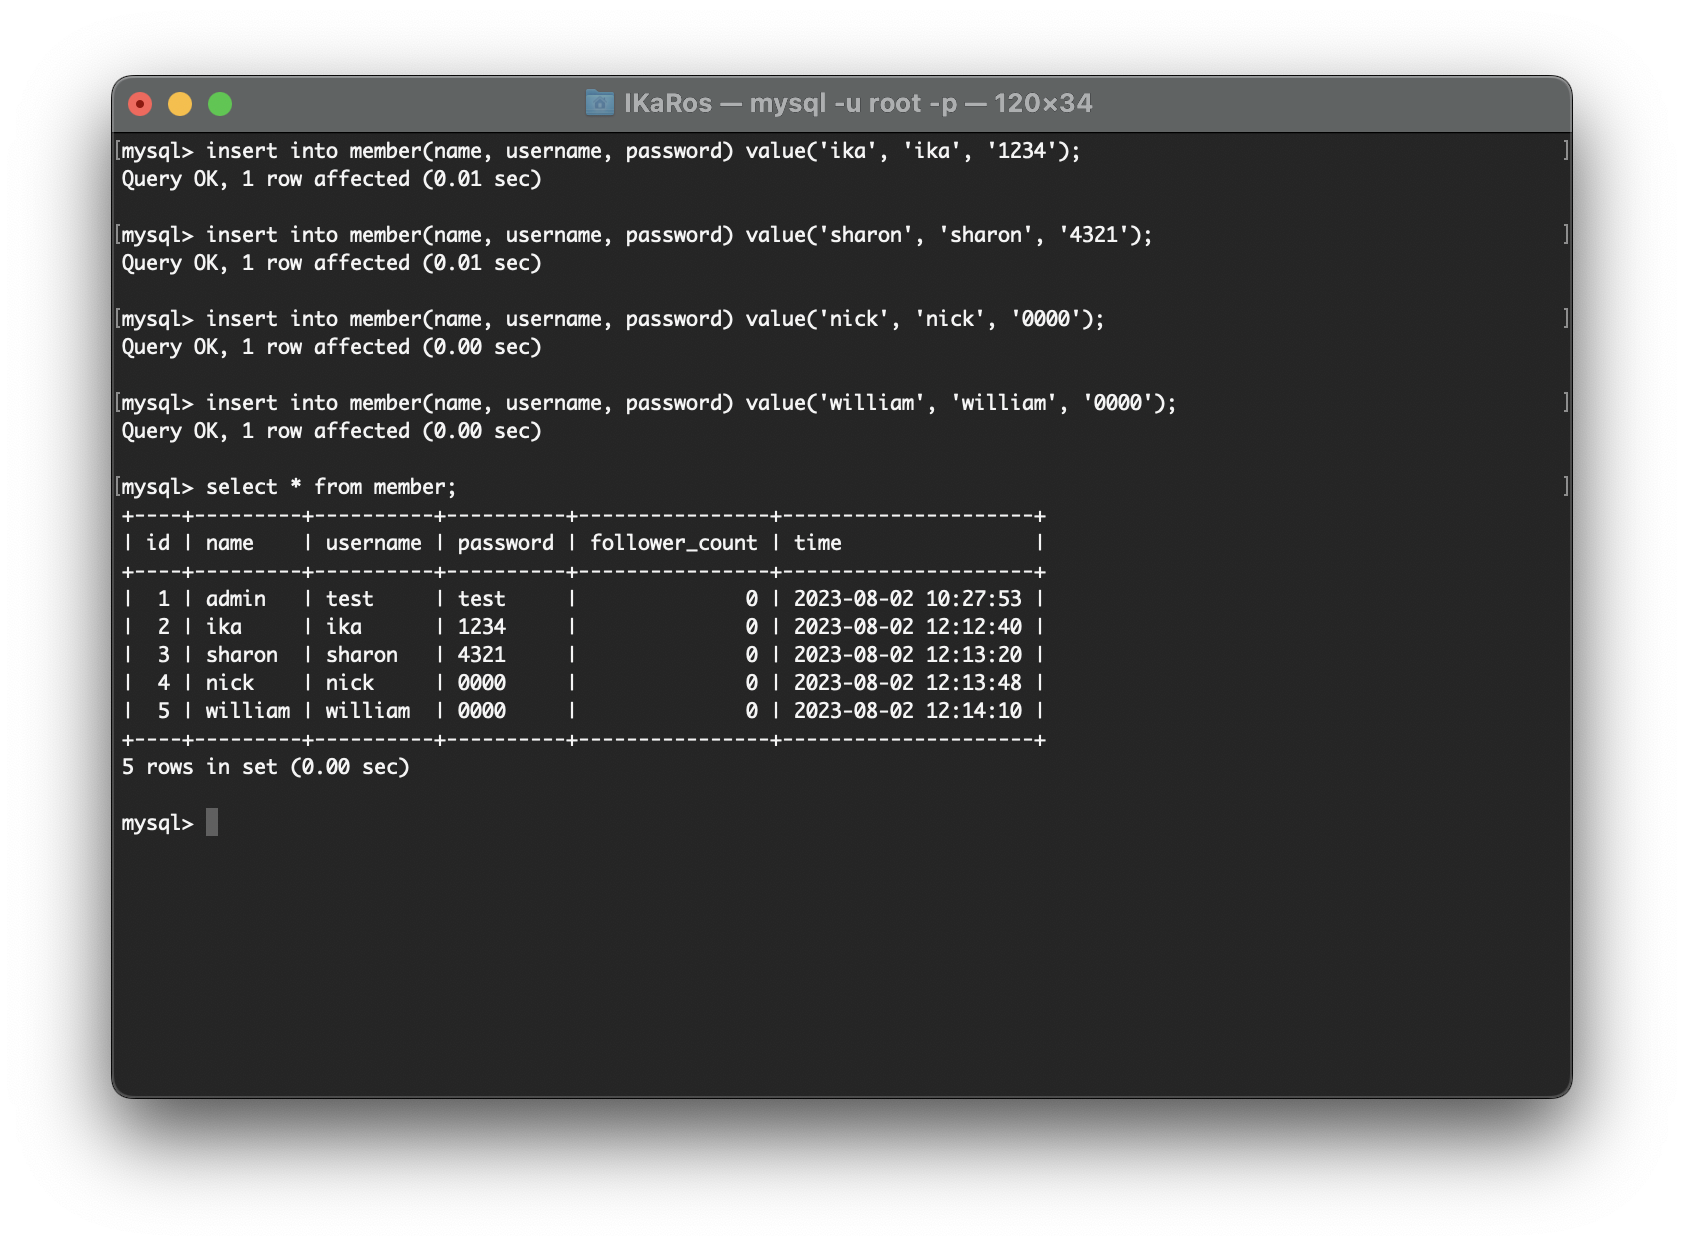 IKaRos — mysql -u root -p — 120×34
[mysql> insert into member(name, username, password) value('ika', 'ika', '1234'); ]
Query OK, 1 row affected (0.01 sec)
[mysql> insert into member(name, username, password) value('sharon', 'sharon', '4321'); ]
Query OK, 1 row affected (0.01 sec)
[mysql> insert into member(name, username, password) value('nick', 'nick', '0000'); ]
Query OK, 1 row affected (0.00 sec)
[mysql> insert into member(name, username, password) value('william', 'william', '0000'); ]
Query OK, 1 row affected (0.00 sec)
[mysql> select * from member; ]
+----+---------+----------+----------+----------------+---------------------+
| id | name    | username | password | follower_count | time                |
+----+---------+----------+----------+----------------+---------------------+
|  1 | admin   | test     | test     |              0 | 2023-08-02 10:27:53 |
|  2 | ika     | ika      | 1234     |              0 | 2023-08-02 12:12:40 |
|  3 | sharon  | sharon   | 4321     |              0 | 2023-08-02 12:13:20 |
|  4 | nick    | nick     | 0000     |              0 | 2023-08-02 12:13:48 |
|  5 | william | william  | 0000     |              0 | 2023-08-02 12:14:10 |
+----+---------+----------+----------+----------------+---------------------+
5 rows in set (0.00 sec)
mysql>